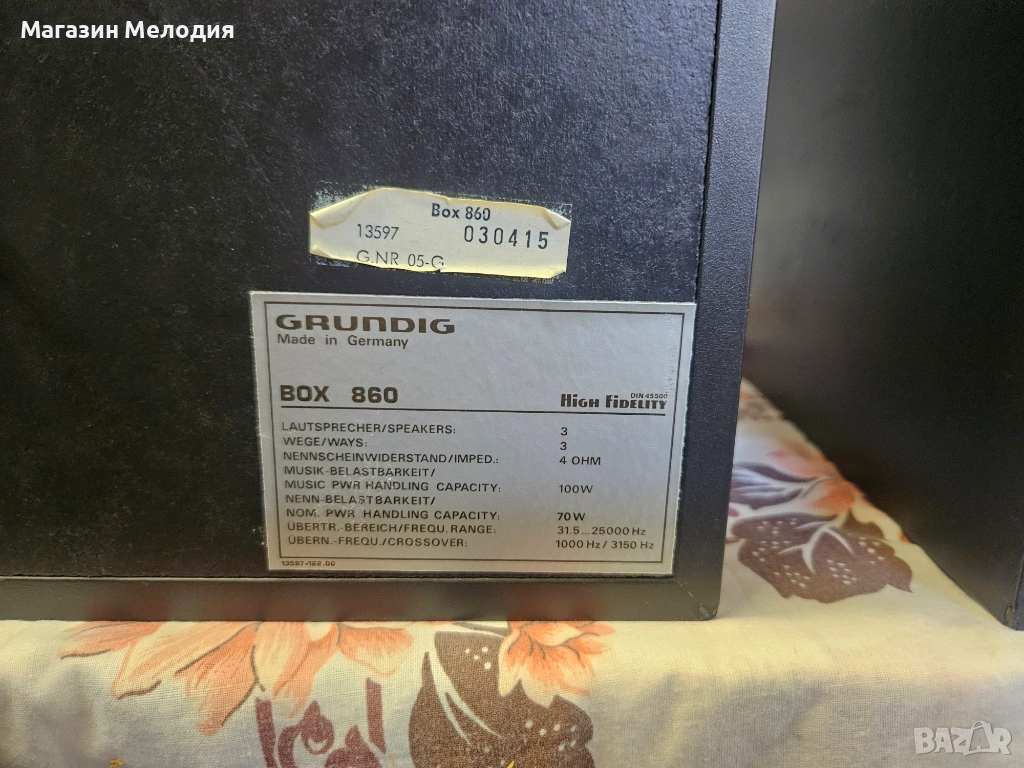 Магазин Мелодия
Box 860
13597 030415
G.NR 05-G
GRUNDIG
Made in Germany
BOX 860
DIN 45500
HIGH FIDELITY
LAUTSPRECHER/SPEAKERS: 3
WEGE/WAYS: 3
NENNSCHEINWIDERSTAND/IMPED.: 4 OHM
MUSIK-BELASTBARKEIT/
MUSIC PWR HANDLING CAPACITY: 100W
NENN-BELASTBARKEIT/
NOM. PWR HANDLING CAPACITY: 70W
ÜBERTR.-BEREICH/FREQU. RANGE: 31.5...25000 Hz
ÜBERN.-FREQU./CROSSOVER: 1000 Hz / 3150 Hz
13597-122.00
BAZAR